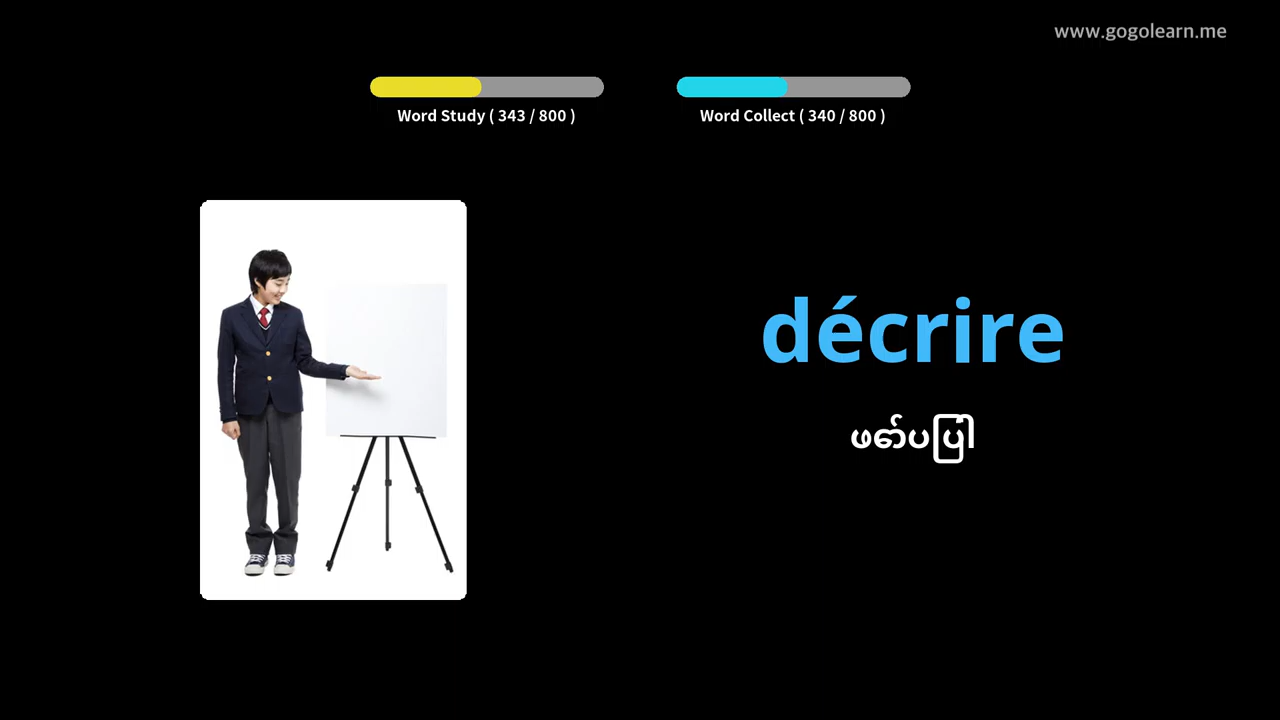 www.gogolearn.me
Word Study ( 343 / 800 )
Word Collect ( 340 / 800 )
décrire
ဖော်ပပြါ